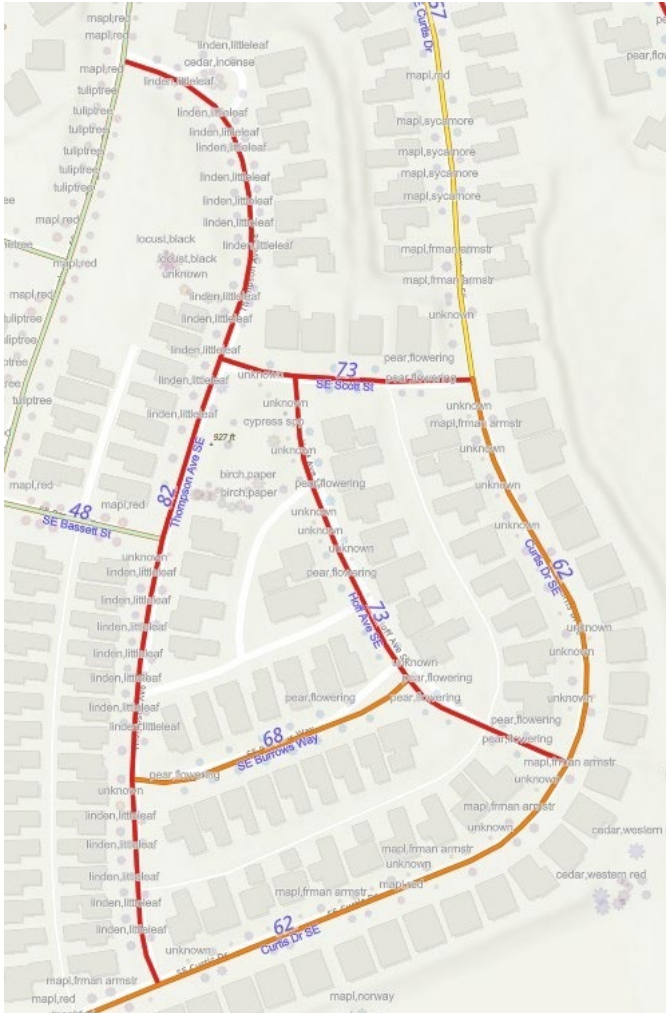 mapl,red
mapl,red
mapl,red
tuliptree
tuliptree
tuliptree
tuliptree
tuliptree
mapl,red
mapl,red
mapl,red
tuliptree
tuliptree
mapl,red
linden,littleleaf
cedar,incense
linden,littleleaf
linden,littleleaf
linden,littleleaf
linden,littleleaf
linden,littleleaf
linden,littleleaf
linden,littleleaf
locust,black
locust,black
unknown
linden,littleleaf
linden,littleleaf
SE Curtis Dr
57
mapl,red
mapl,sycamore
mapl,sycamore
mapl,sycamore
mapl,frman armstr
mapl,frman armstr
unknown
pear,flow
linden,littleleaf
unknown
73
SE Scott St
pear,flowering
pear,flowering
linden,littleleaf
linden,littleleaf
unknown
cypress spp
unknown
927 ft
birch,paper
birch,paper
pear,flowering
unknown
unknown
unknown
mapl,frman armstr
unknown
unknown
mapl,red
mapl,red
48
SE Bassett St
82
Thompson Ave SE
unknown
linden,littleleaf
linden,littleleaf
linden,littleleaf
linden,littleleaf
linden,littleleaf
linden,littleleaf
pear,flowering
73
Hoff Ave SE
unknown
pear,flowering
pear,flowering
pear,flowering
62
Curtis Dr SE
unknown
unknown
pear,flowering
pear,flowering
68
SE Burrows Way
pear,flowering
unknown
mapl,frman armstr
unknown
mapl,frman armstr
unknown
cedar,western
cedar,western red
linden,littleleaf
linden,littleleaf
linden,littleleaf
linden,littleleaf
linden,littleleaf
mapl,frman armstr
unknown
mapl,red
mapl,frman armstr
62
Curtis Dr SE
SE Curtis Dr
unknown
mapl,frman armstr
mapl,red
mapl,norway